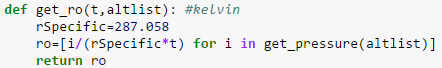 def get_ro(t,altlist): #kelvin
    rSpecific=287.058
    ro=[i/(rSpecific*t) for i in get_pressure(altlist)]
    return ro